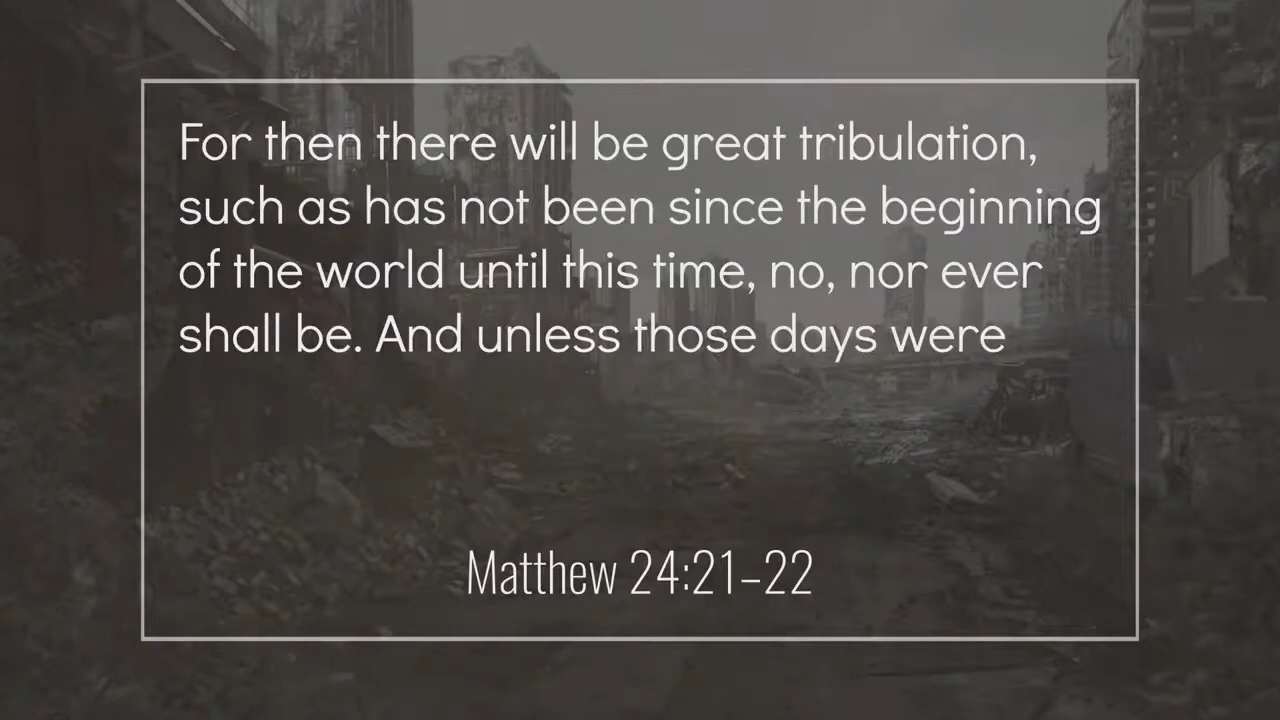 For then there will be great tribulation,
such as has not been since the beginning
of the world until this time, no, nor ever
shall be. And unless those days were
Matthew 24:21–22